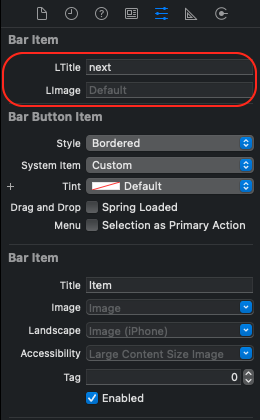 Bar Item
LTitle next
LImage Default
Bar Button Item
Style Bordered
System Item Custom
+ Tint Default
Drag and Drop Spring Loaded
Menu Selection as Primary Action
Bar Item
Title Item
Image Image
Landscape Image (iPhone)
Accessibility Large Content Size Image
Tag 0
Enabled